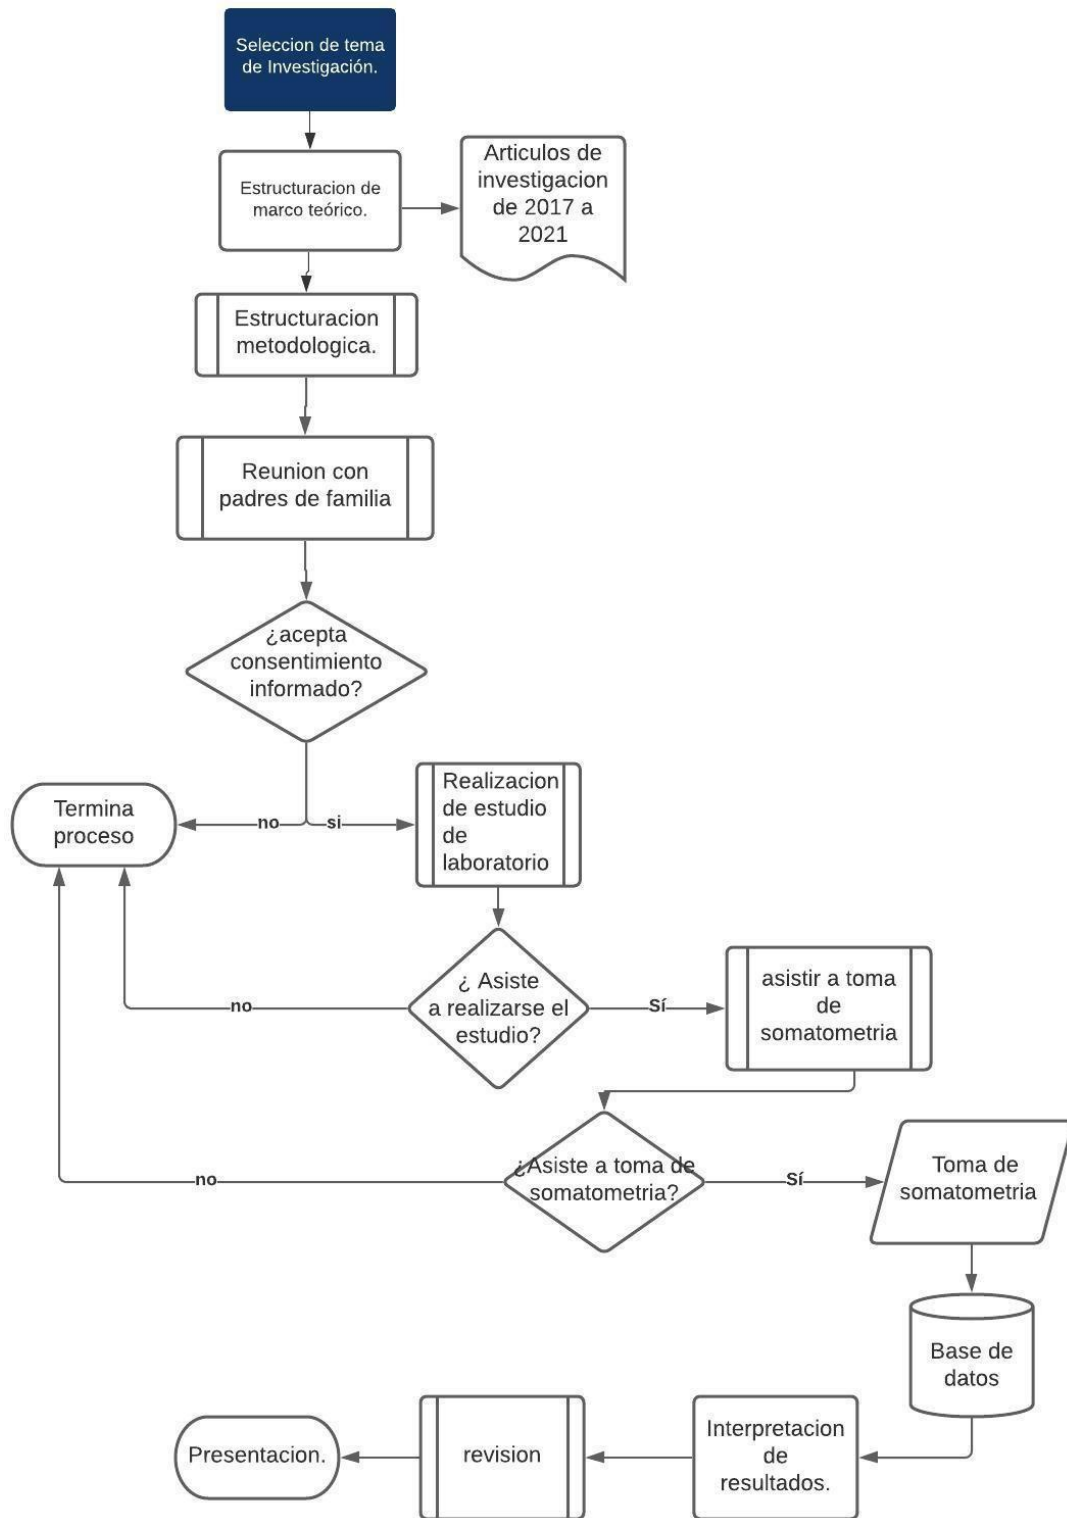 Seleccion de tema
de Investigación.
Estructuracion de
marco teórico.
Articulos de
investigacion
de 2017 a
2021
Estructuracion
metodologica.
Reunion con
padres de familia
¿acepta
consentimiento
informado?
Termina
proceso
no
si
Realizacion
de estudio
de
laboratorio
¿ Asiste
a realizarse el
estudio?
no
Sí
asistir a toma
de
somatometria
¿Asiste a toma de
somatometria?
no
Sí
Toma de
somatometria
Base de
datos
Interpretacion
de
resultados.
revision
Presentacion.